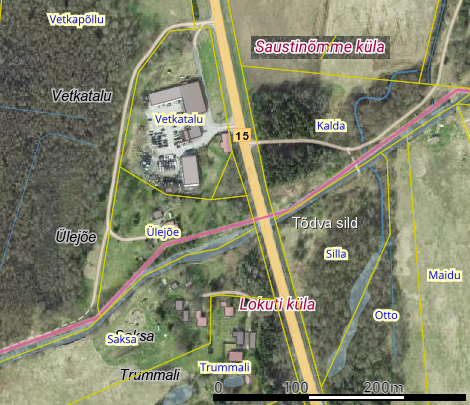 Vetkapõllu
Saustinõmme küla
Vetkatalu
Vetkatalu
Kalda
15
Tõdva sild
Ülejõe
Ülejõe
Silla
Maidu
Lokuti küla
Otto
Saksa
Saksa
Trummali
Trummali
0 100 200m